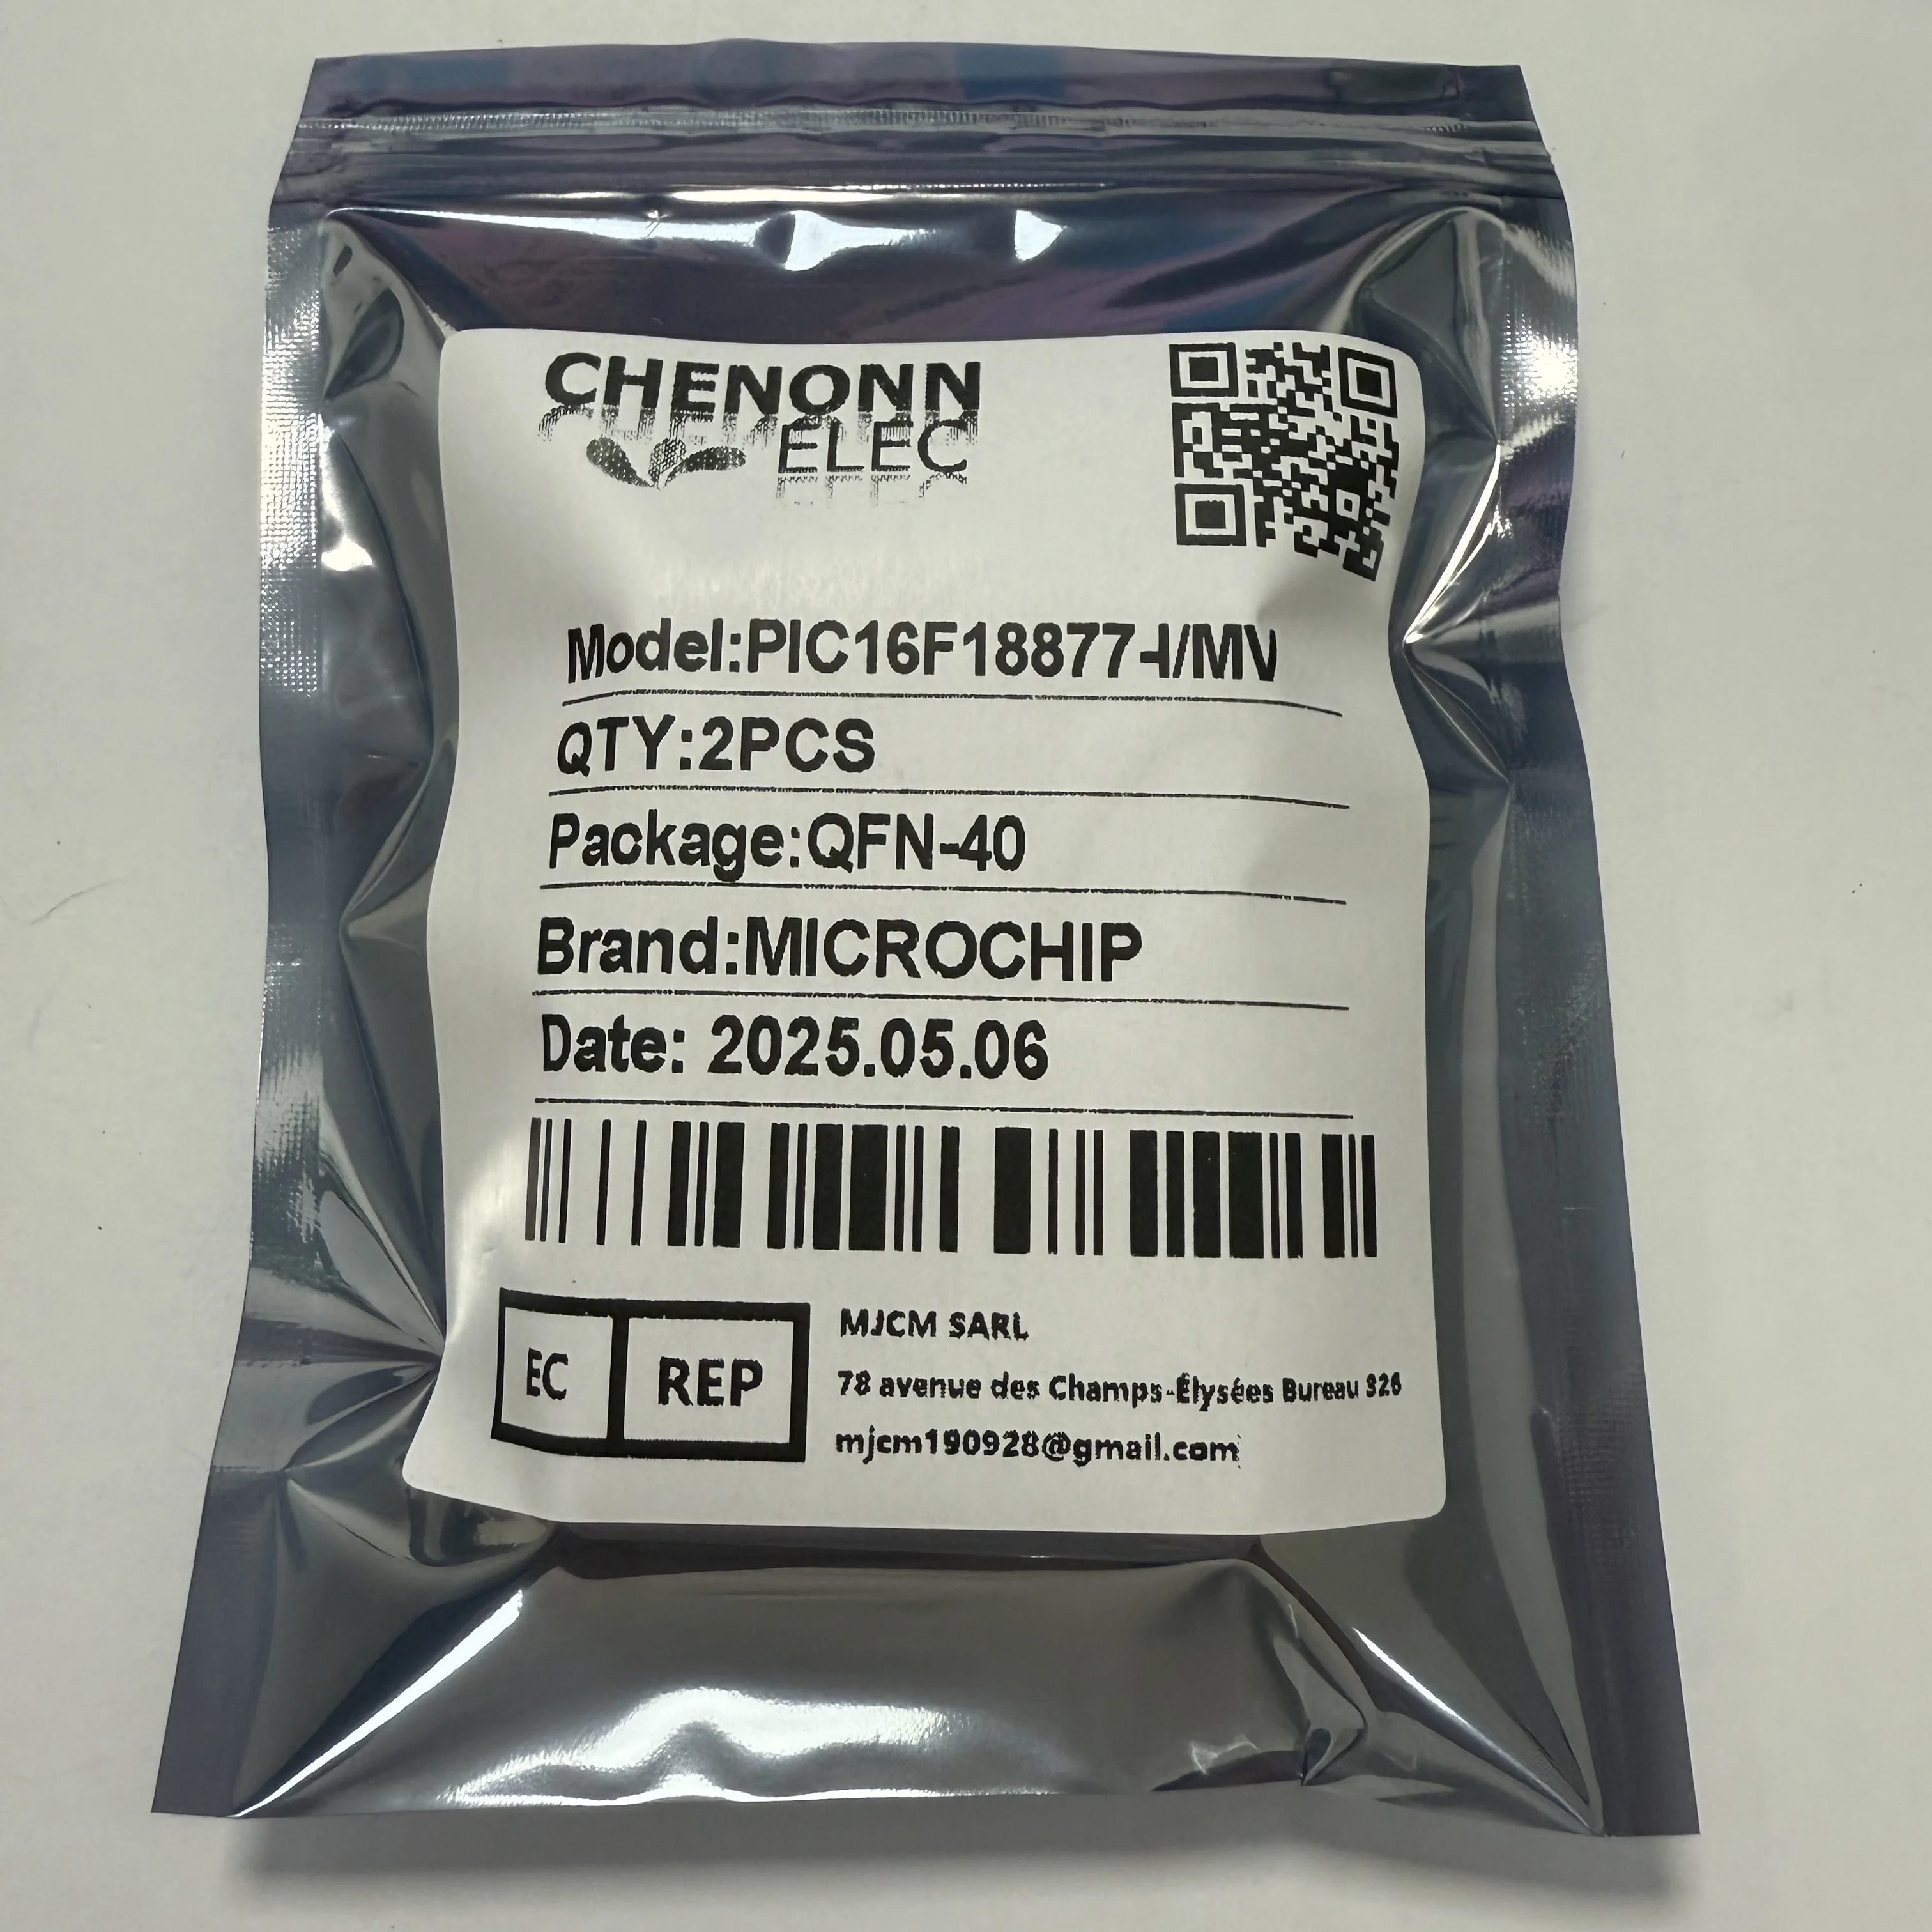 CHENONN
ELEC
Model:PIC16F18877-I/MV
QTY:2PCS
Package:QFN-40
Brand:MICROCHIP
Date: 2025.05.06
EC REP
MJCM SARL
78 avenue des Champs-Élysées Bureau 326
mjcm190928@gmail.com